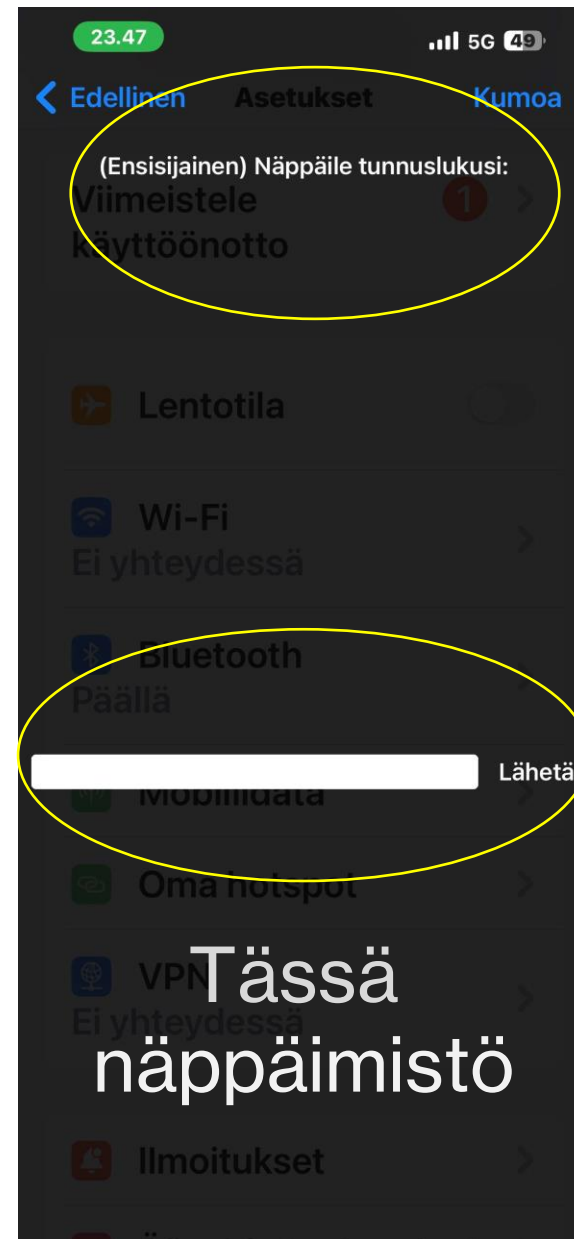 23.47
5G 49
Edellinen Asetukset Kumoa
(Ensisijainen) Näppäile tunnuslukusi:
Viimeistele 1
käyttöönotto
Lentotila
Wi-Fi
Ei yhteydessä
Bluetooth
Päällä
Lähetä
Mobiilidata
Oma hotspot
VPN
Ei yhteydessä
Tässä
näppäimistö
Ilmoitukset